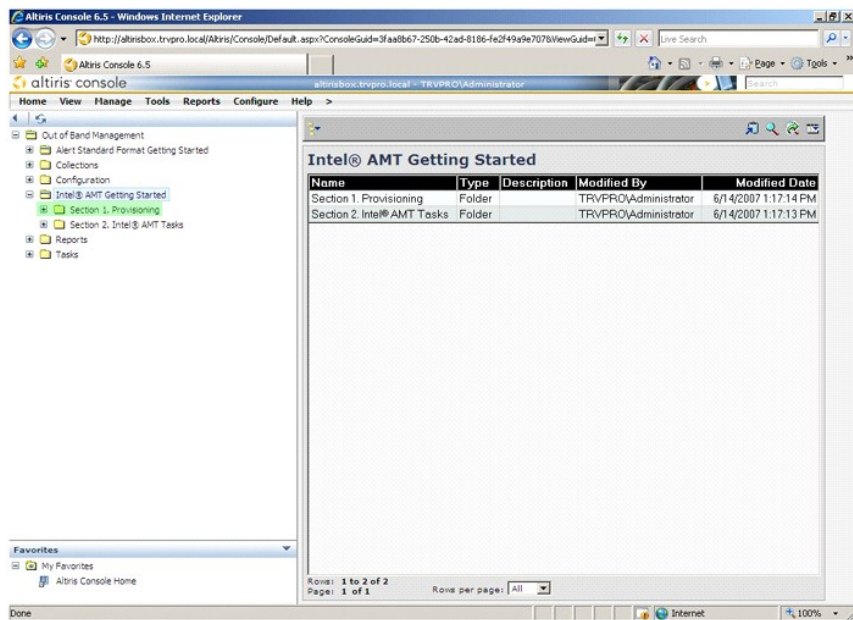 Altiris Console 6.5 - Windows Internet Explorer
http://altirisbox.trvpro.local/Altiris/Console/Default.aspx?ConsoleGuid=3faa8b67-250b-42ad-8186-fe2f49a9e707&ViewGuid=
Live Search
Altiris Console 6.5
Page
Tools
altiris console
altirisbox.trvpro.local - TRVPRO\Administrator
Search
Home View Manage Tools Reports Configure Help >
Out of Band Management
Alert Standard Format Getting Started
Collections
Configuration
Intel® AMT Getting Started
Section 1. Provisioning
Section 2. Intel® AMT Tasks
Reports
Tasks
Intel® AMT Getting Started
Name Type Description Modified By Modified Date
Section 1. Provisioning Folder TRVPRO\Administrator 6/14/2007 1:17:14 PM
Section 2. Intel® AMT Tasks Folder TRVPRO\Administrator 6/14/2007 1:17:13 PM
Favorites
My Favorites
Altiris Console Home
Rows: 1 to 2 of 2
Page: 1 of 1
Rows per page: All
Done
Internet
100%